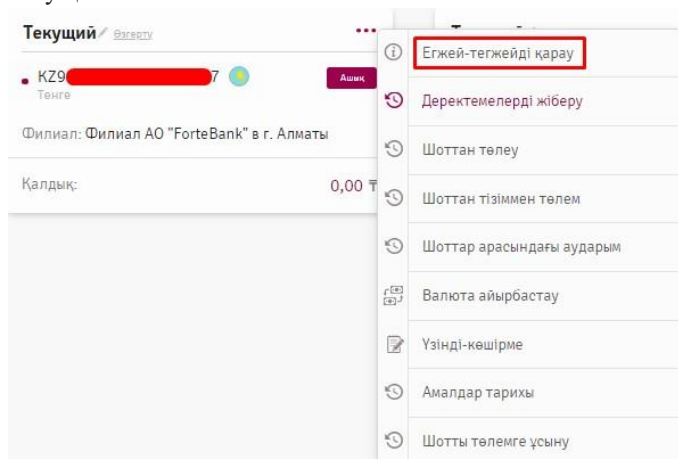 Текущий Өзгерту
KZ9 7 Ашық
Теңге
Филиал: Филиал АО "ForteBank" в г. Алматы
Қалдық: 0,00 ₸
Егжей-тегжейді қарау
Деректемелерді жіберу
Шоттан төлеу
Шоттан тізіммен төлем
Шоттар арасындағы аударым
Валюта айырбастау
Үзінді-көшірме
Амалдар тарихы
Шотты төлемге ұсыну